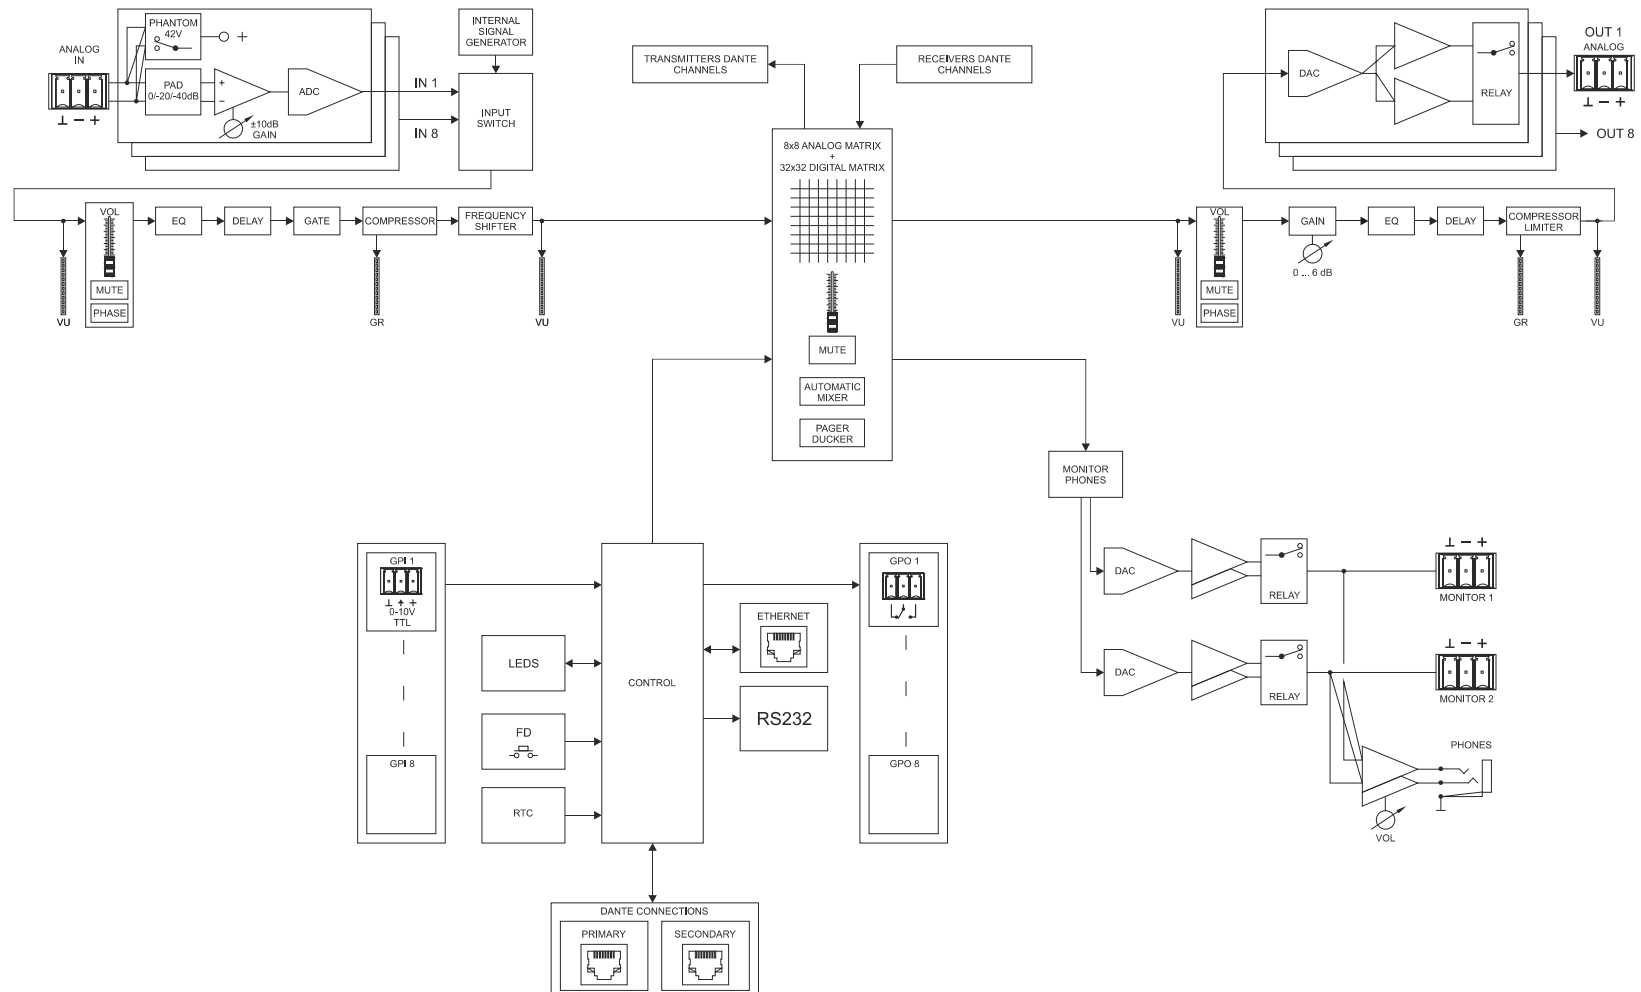 PHANTOM
42V
+
ANALOG
IN
PAD
0/-20/-40dB
+
−
ADC
±10dB
GAIN
⊥ − +
INTERNAL
SIGNAL
GENERATOR
IN 1
IN 8
INPUT
SWITCH
TRANSMITTERS DANTE
CHANNELS
RECEIVERS DANTE
CHANNELS
DAC
RELAY
OUT 1
ANALOG
⊥ − +
OUT 8
VU
VOL
MUTE
PHASE
EQ
DELAY
GATE
COMPRESSOR
GR
FREQUENCY
SHIFTER
VU
8x8 ANALOG MATRIX
+
32x32 DIGITAL MATRIX
MUTE
AUTOMATIC
MIXER
PAGER
DUCKER
VU
VOL
MUTE
PHASE
GAIN
0 ... 6 dB
EQ
DELAY
COMPRESSOR
LIMITER
GR
VU
MONITOR
PHONES
DAC
RELAY
⊥ − +
MONITOR 1
DAC
RELAY
⊥ − +
MONITOR 2
PHONES
VOL
GPI 1
⊥ +
0-10V
TTL
GPI 8
LEDS
FD
RTC
CONTROL
ETHERNET
RS232
GPO 1
GPO 8
DANTE CONNECTIONS
PRIMARY
SECONDARY